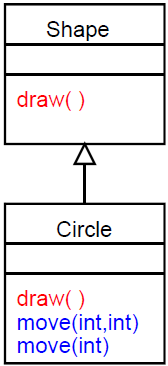 Shape
draw( )
Circle
draw( )
move(int,int)
move(int)